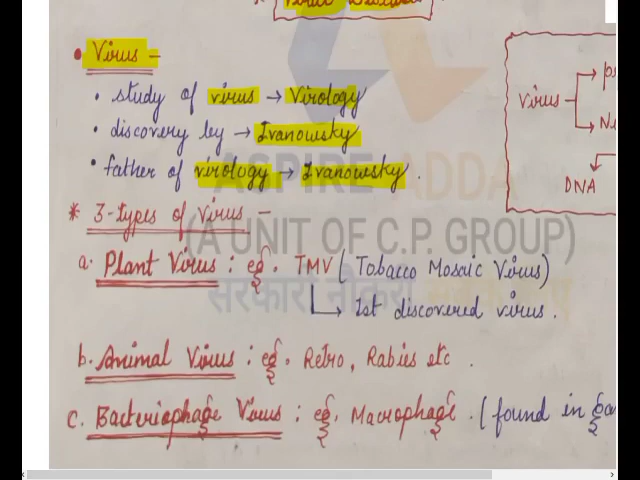 • Virus -
• study of virus → Virology
• discovery by → Ivanowsky
• father of virology → Ivanowsky.
Virus
DNA
* 3-types of virus -
a. Plant Virus : eg. TMV (Tobacco Mosaic Virus)
↳ 1st discovered virus.
b. Animal Virus : eg. Retro, Rabies etc.
c. Bacteriophage Virus : eg. Macrophage. (found in
ASPIRE ADDA
(A UNIT OF C.P. GROUP)
सरकारी नौकरी